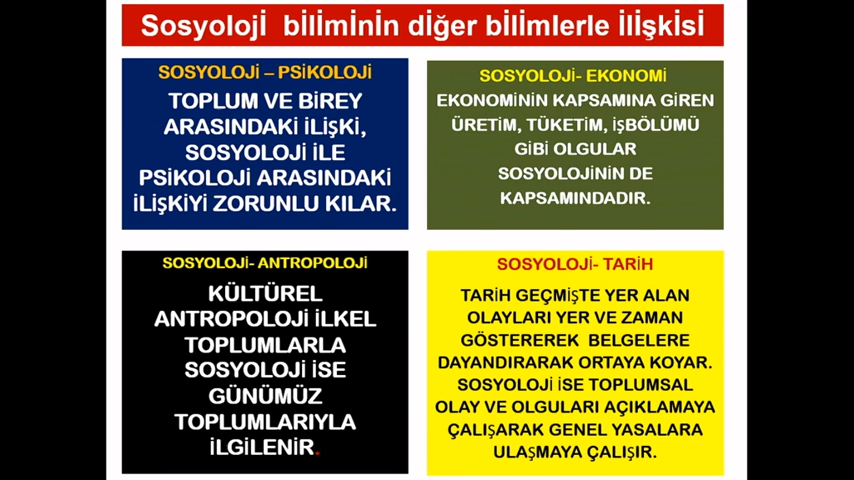 Sosyoloji biliminin diğer bilimlerle ilişkisi
SOSYOLOJİ – PSİKOLOJİ
TOPLUM VE BİREY
ARASINDAKİ İLİŞKİ,
SOSYOLOJİ İLE
PSİKOLOJİ ARASINDAKİ
İLİŞKİYİ ZORUNLU KILAR.
SOSYOLOJİ- EKONOMİ
EKONOMİNİN KAPSAMINA GİREN
ÜRETİM, TÜKETİM, İŞBÖLÜMÜ
GİBİ OLGULAR
SOSYOLOJİNİN DE
KAPSAMINDADIR.
SOSYOLOJİ- ANTROPOLOJİ
KÜLTÜREL
ANTROPOLOJİ İLKEL
TOPLUMLARLA
SOSYOLOJİ İSE
GÜNÜMÜZ
TOPLUMLARIYLA
İLGİLENİR.
SOSYOLOJİ- TARİH
TARİH GEÇMİŞTE YER ALAN
OLAYLARI YER VE ZAMAN
GÖSTEREREK BELGELERE
DAYANDIRARAK ORTAYA KOYAR.
SOSYOLOJİ İSE TOPLUMSAL
OLAY VE OLGULARI AÇIKLAMAYA
ÇALIŞARAK GENEL YASALARA
ULAŞMAYA ÇALIŞIR.